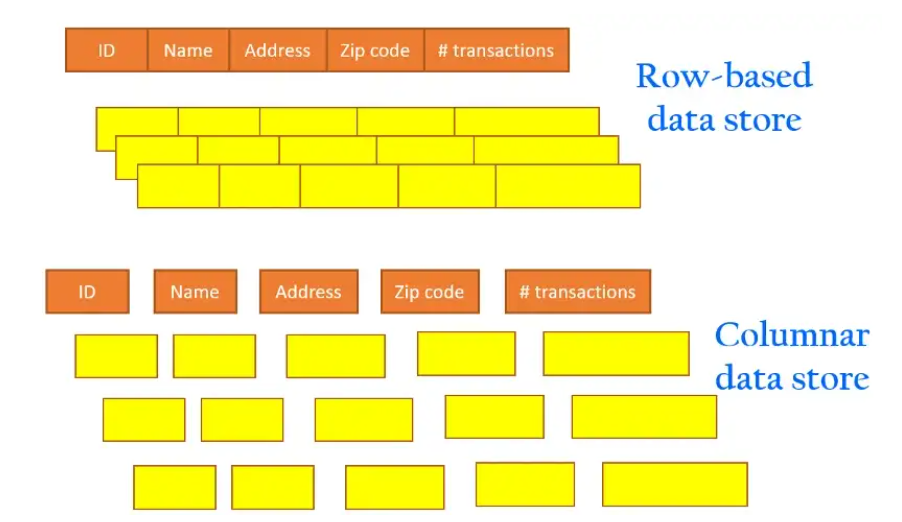 ID Name Address Zip code # transactions
Row-based
data store
ID Name Address Zip code # transactions
Columnar
data store